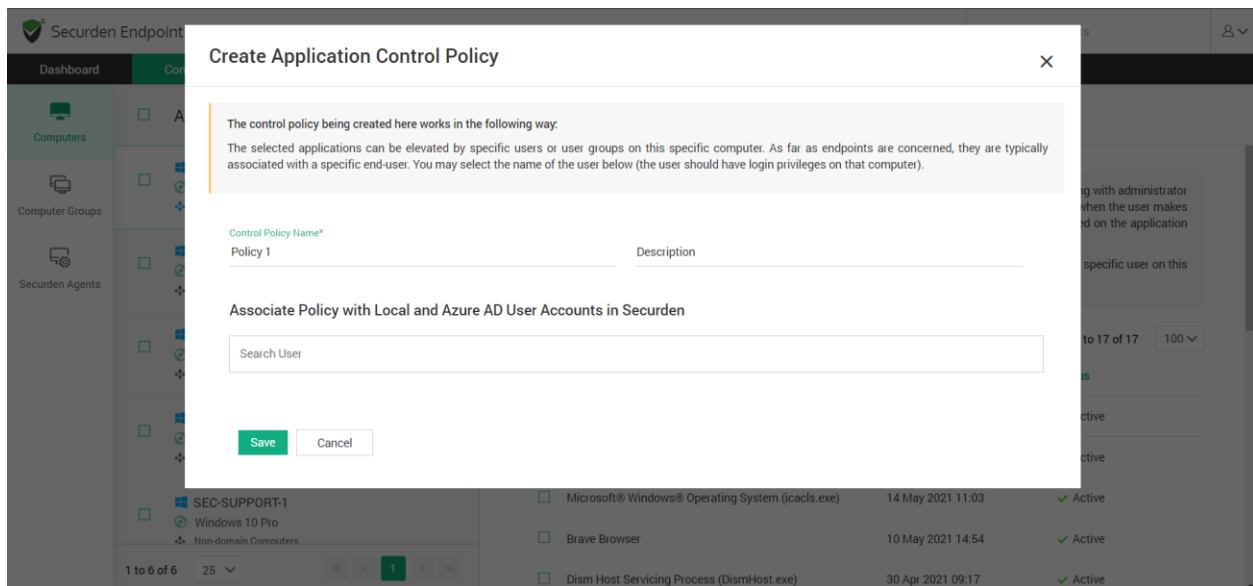 Securden Endpoint
Create Application Control Policy
Dashboard
Computers
Computer Groups
Securden Agents
The control policy being created here works in the following way:
The selected applications can be elevated by specific users or user groups on this specific computer. As far as endpoints are concerned, they are typically
associated with a specific end-user. You may select the name of the user below (the user should have login privileges on that computer).
Control Policy Name*
Policy 1
Description
Associate Policy with Local and Azure AD User Accounts in Securden
Search User
Save
Cancel
with administrator
when the user makes
on the application
specific user on this
to 17 of 17
100
SEC-SUPPORT-1
Windows 10 Pro
Non-domain Computers
1 to 6 of 6
25
1
Microsoft® Windows® Operating System (icacls.exe)
14 May 2021 11:03
Active
Brave Browser
10 May 2021 14:54
Active
Dism Host Servicing Process (DismHost.exe)
30 Apr 2021 09:17
Active